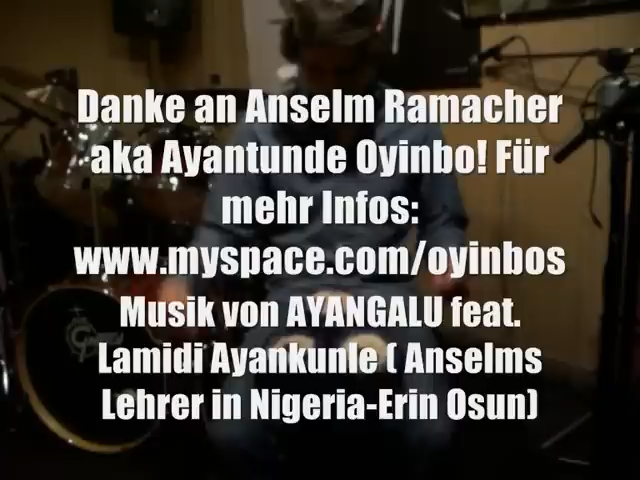 Danke an Anselm Ramacher
aka Ayantunde Oyinbo! Für
mehr Infos:
www.myspace.com/oyinbos
Musik von AYANGALU feat.
Lamidi Ayankunle ( Anselms
Lehrer in Nigeria-Erin Osun)